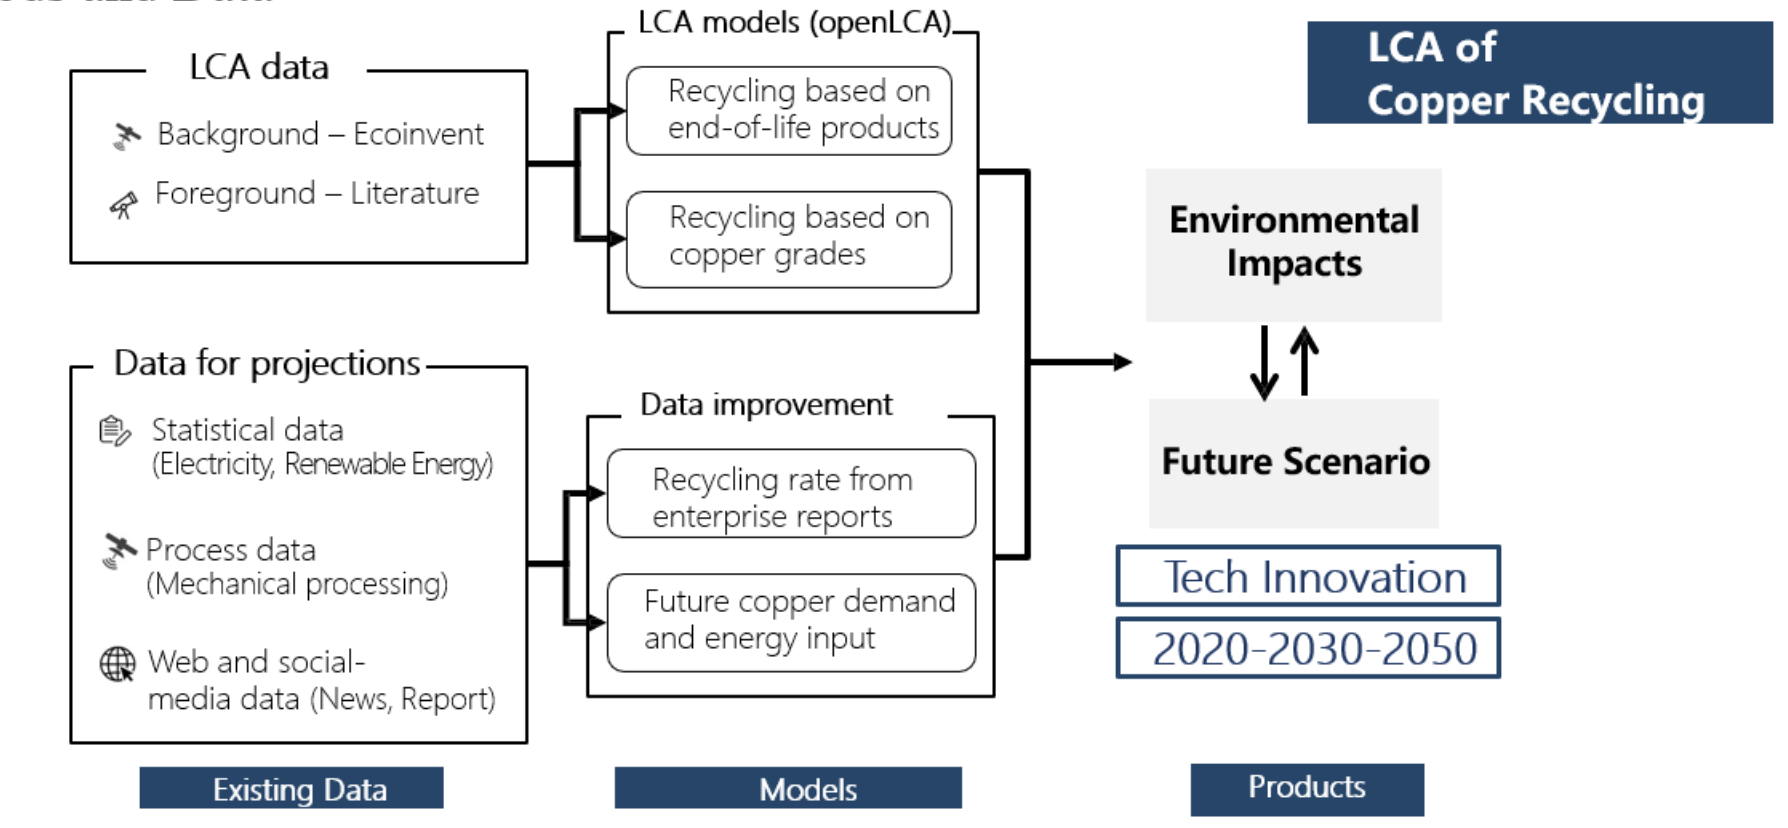 and Data
LCA data
Background – Ecoinvent
Foreground – Literature
Data for projections
Statistical data
(Electricity, Renewable Energy)
Process data
(Mechanical processing)
Web and social-
media data (News, Report)
Existing Data
LCA models (openLCA)
Recycling based on
end-of-life products
Recycling based on
copper grades
Data improvement
Recycling rate from
enterprise reports
Future copper demand
and energy input
Models
LCA of
Copper Recycling
Environmental
Impacts
Future Scenario
Tech Innovation
2020-2030-2050
Products